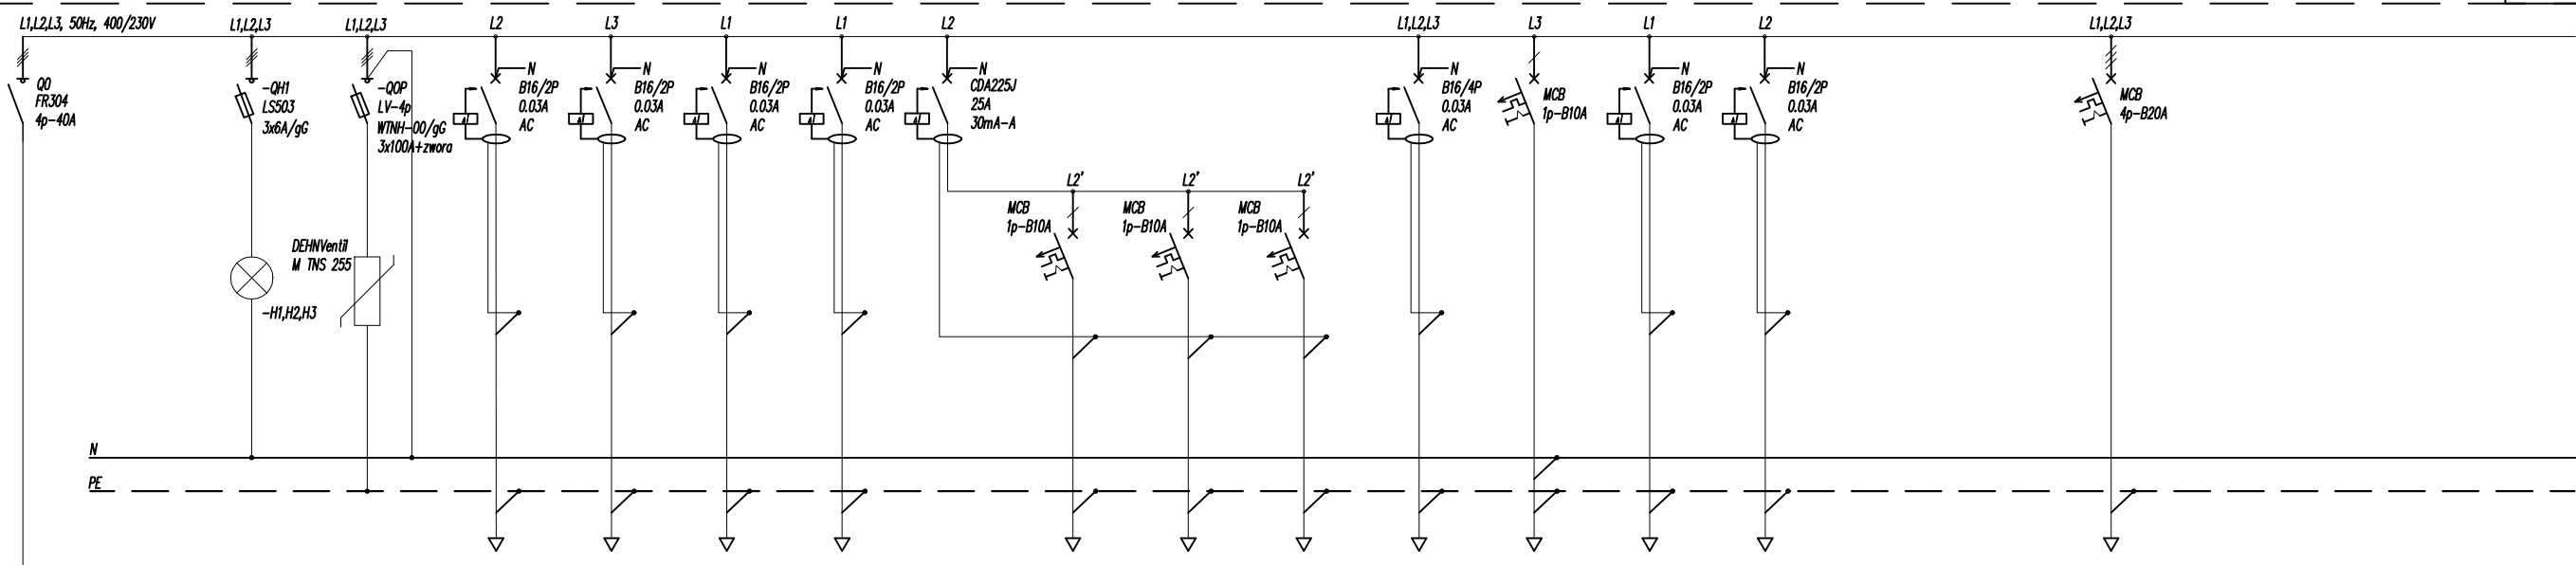 L1,L2,L3, 50Hz, 400/230V
L1,L2,L3
L1,L2,L3
L2
L3
L1
L1
L2
L1,L2,L3
L3
L1
L2
L1,L2,L3
Q0
FR304
4p-40A
-QH1
LS503
3x6A/gG
-Q0P
LV-4p
WTNH-00/gG
3x100A+zwora
N
B16/2P
0.03A
AC
N
B16/2P
0.03A
AC
N
B16/2P
0.03A
AC
N
B16/2P
0.03A
AC
N
CDA225J
25A
30mA-A
N
B16/4P
0.03A
AC
MCB
1p-B10A
N
B16/2P
0.03A
AC
N
B16/2P
0.03A
AC
MCB
4p-B20A
L2'
L2'
L2'
MCB
1p-B10A
MCB
1p-B10A
MCB
1p-B10A
DEHNVentil
M TNS 255
-H1,H2,H3
N
PE